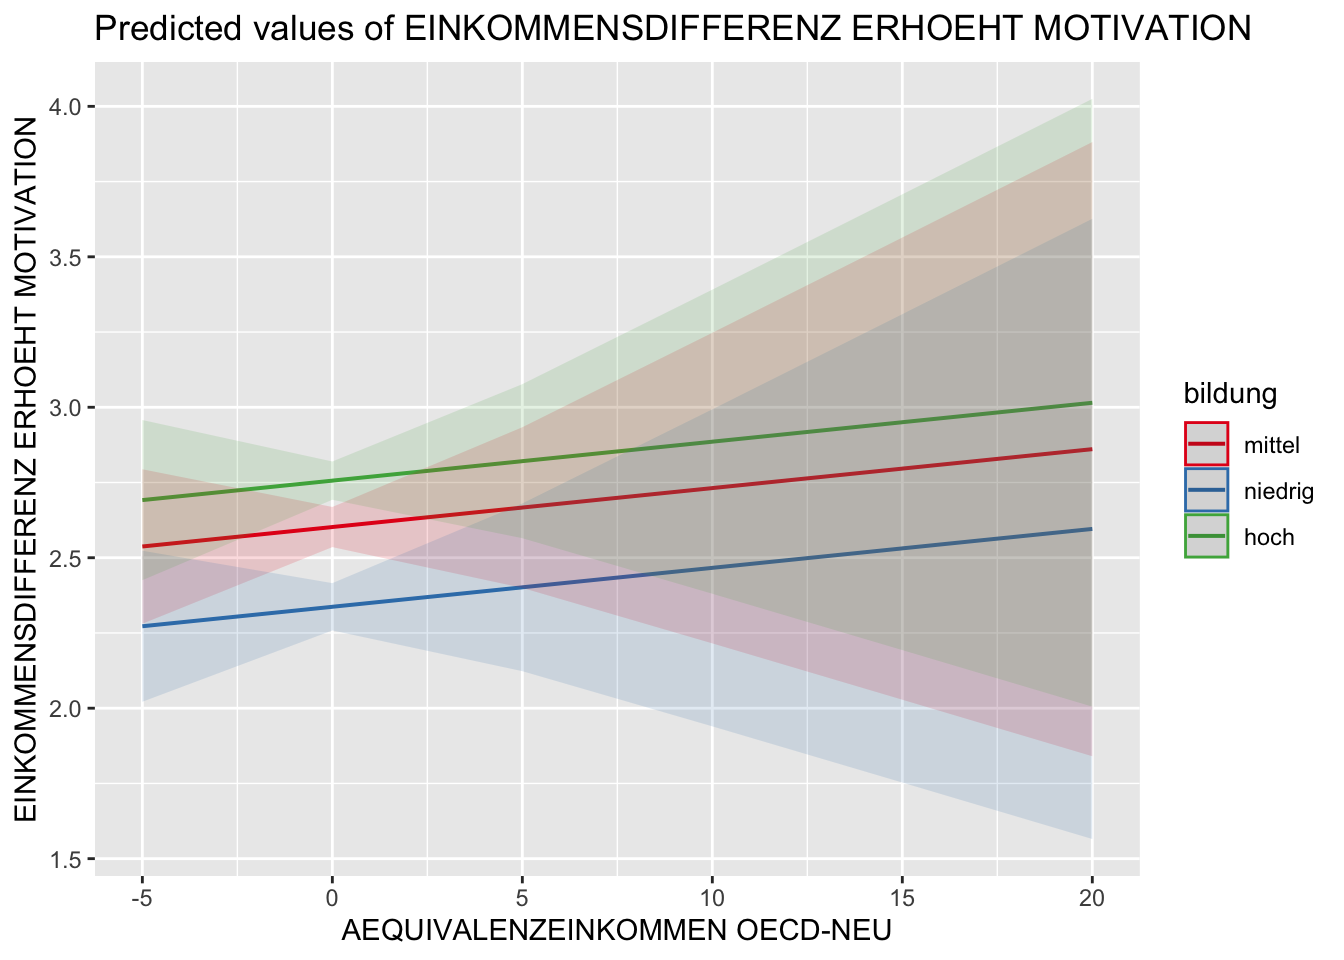 Predicted values of EINKOMMENSDIFFERENZ ERHOEHT MOTIVATION
EINKOMMENSDIFFERENZ ERHOEHT MOTIVATION
4.0
3.5
3.0
2.5
2.0
1.5
-5
0
5
10
15
20
AEQUIVALENZEINKOMMEN OECD-NEU
bildung
mittel
niedrig
hoch